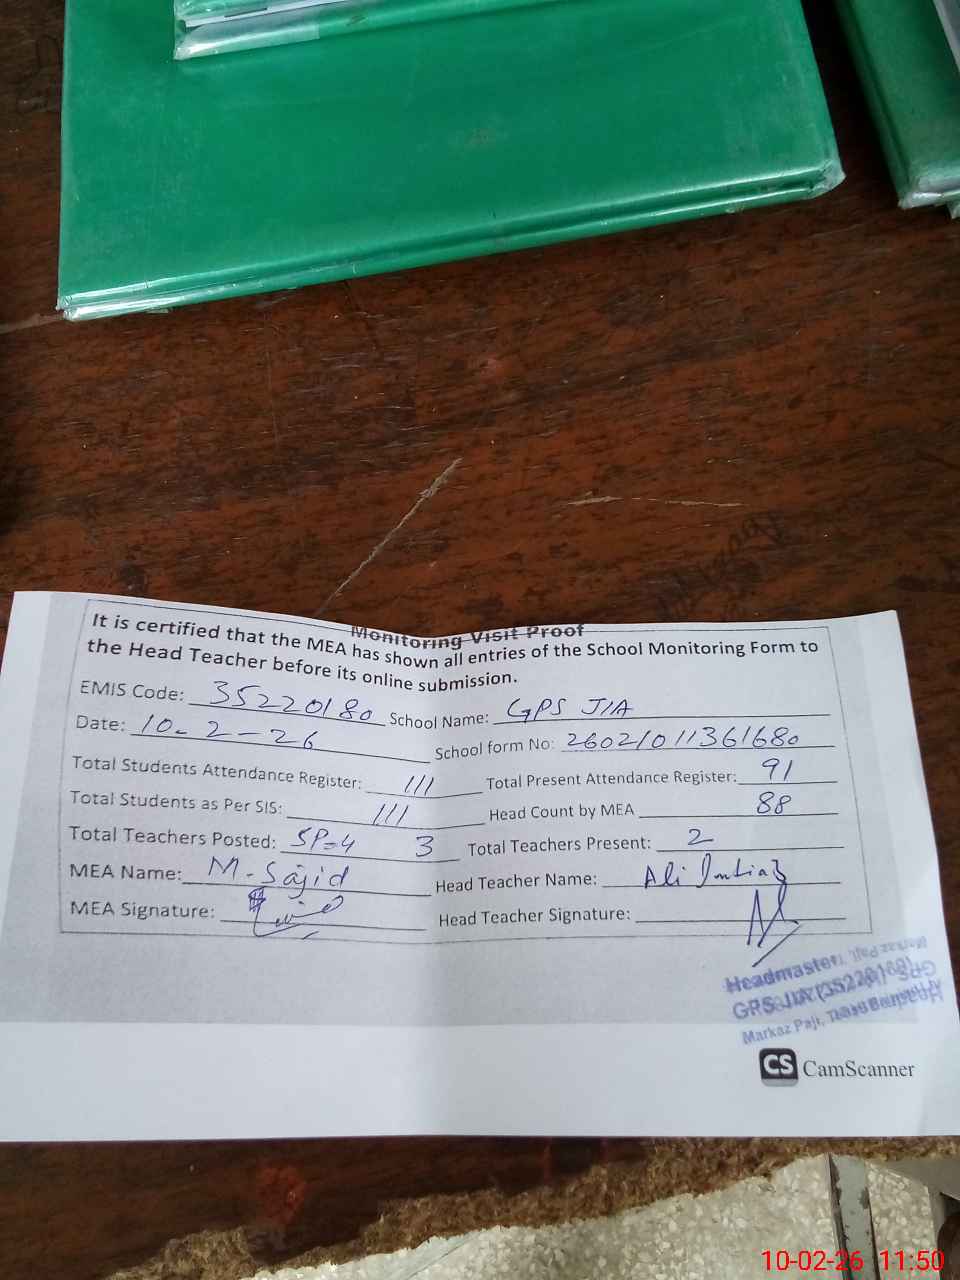 Monitoring Visit Proof
It is certified that the MEA has shown all entries of the School Monitoring Form to
the Head Teacher before its online submission.
EMIS Code: 35220180 School Name: GPS JIA
Date: 10-2-26 School form No: 26021011361680
Total Students Attendance Register: 111 Total Present Attendance Register: 91
Total Students as Per SIS: 111 Head Count by MEA 88
Total Teachers Posted: SP=4 3 Total Teachers Present: 2
MEA Name: M. Sajid Head Teacher Name: Ali Imtiaz
MEA Signature: Head Teacher Signature:
Headmaster
Markaz Paji,
CS CamScanner
10-02-26 11:50